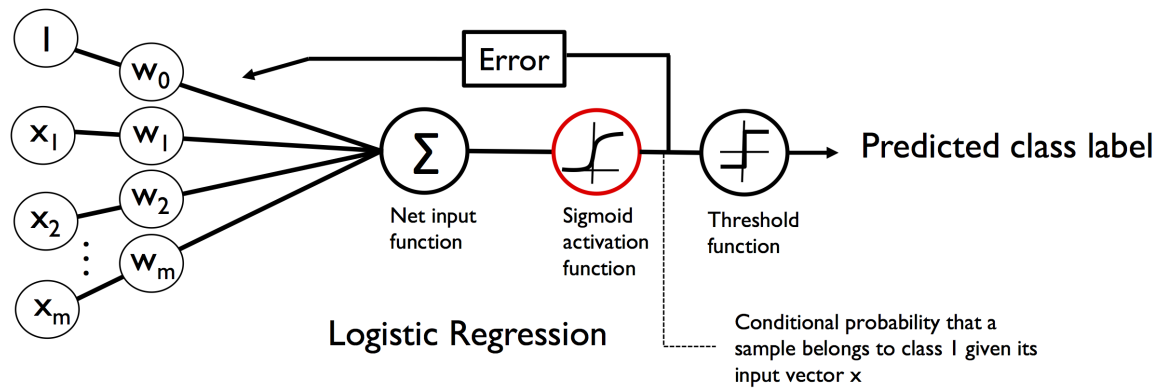 1
w0
x1
w1
x2
w2
xm
wm
Error
Σ
Net input
function
Sigmoid
activation
function
Threshold
function
Predicted class label
Logistic Regression
Conditional probability that a
sample belongs to class 1 given its
input vector x